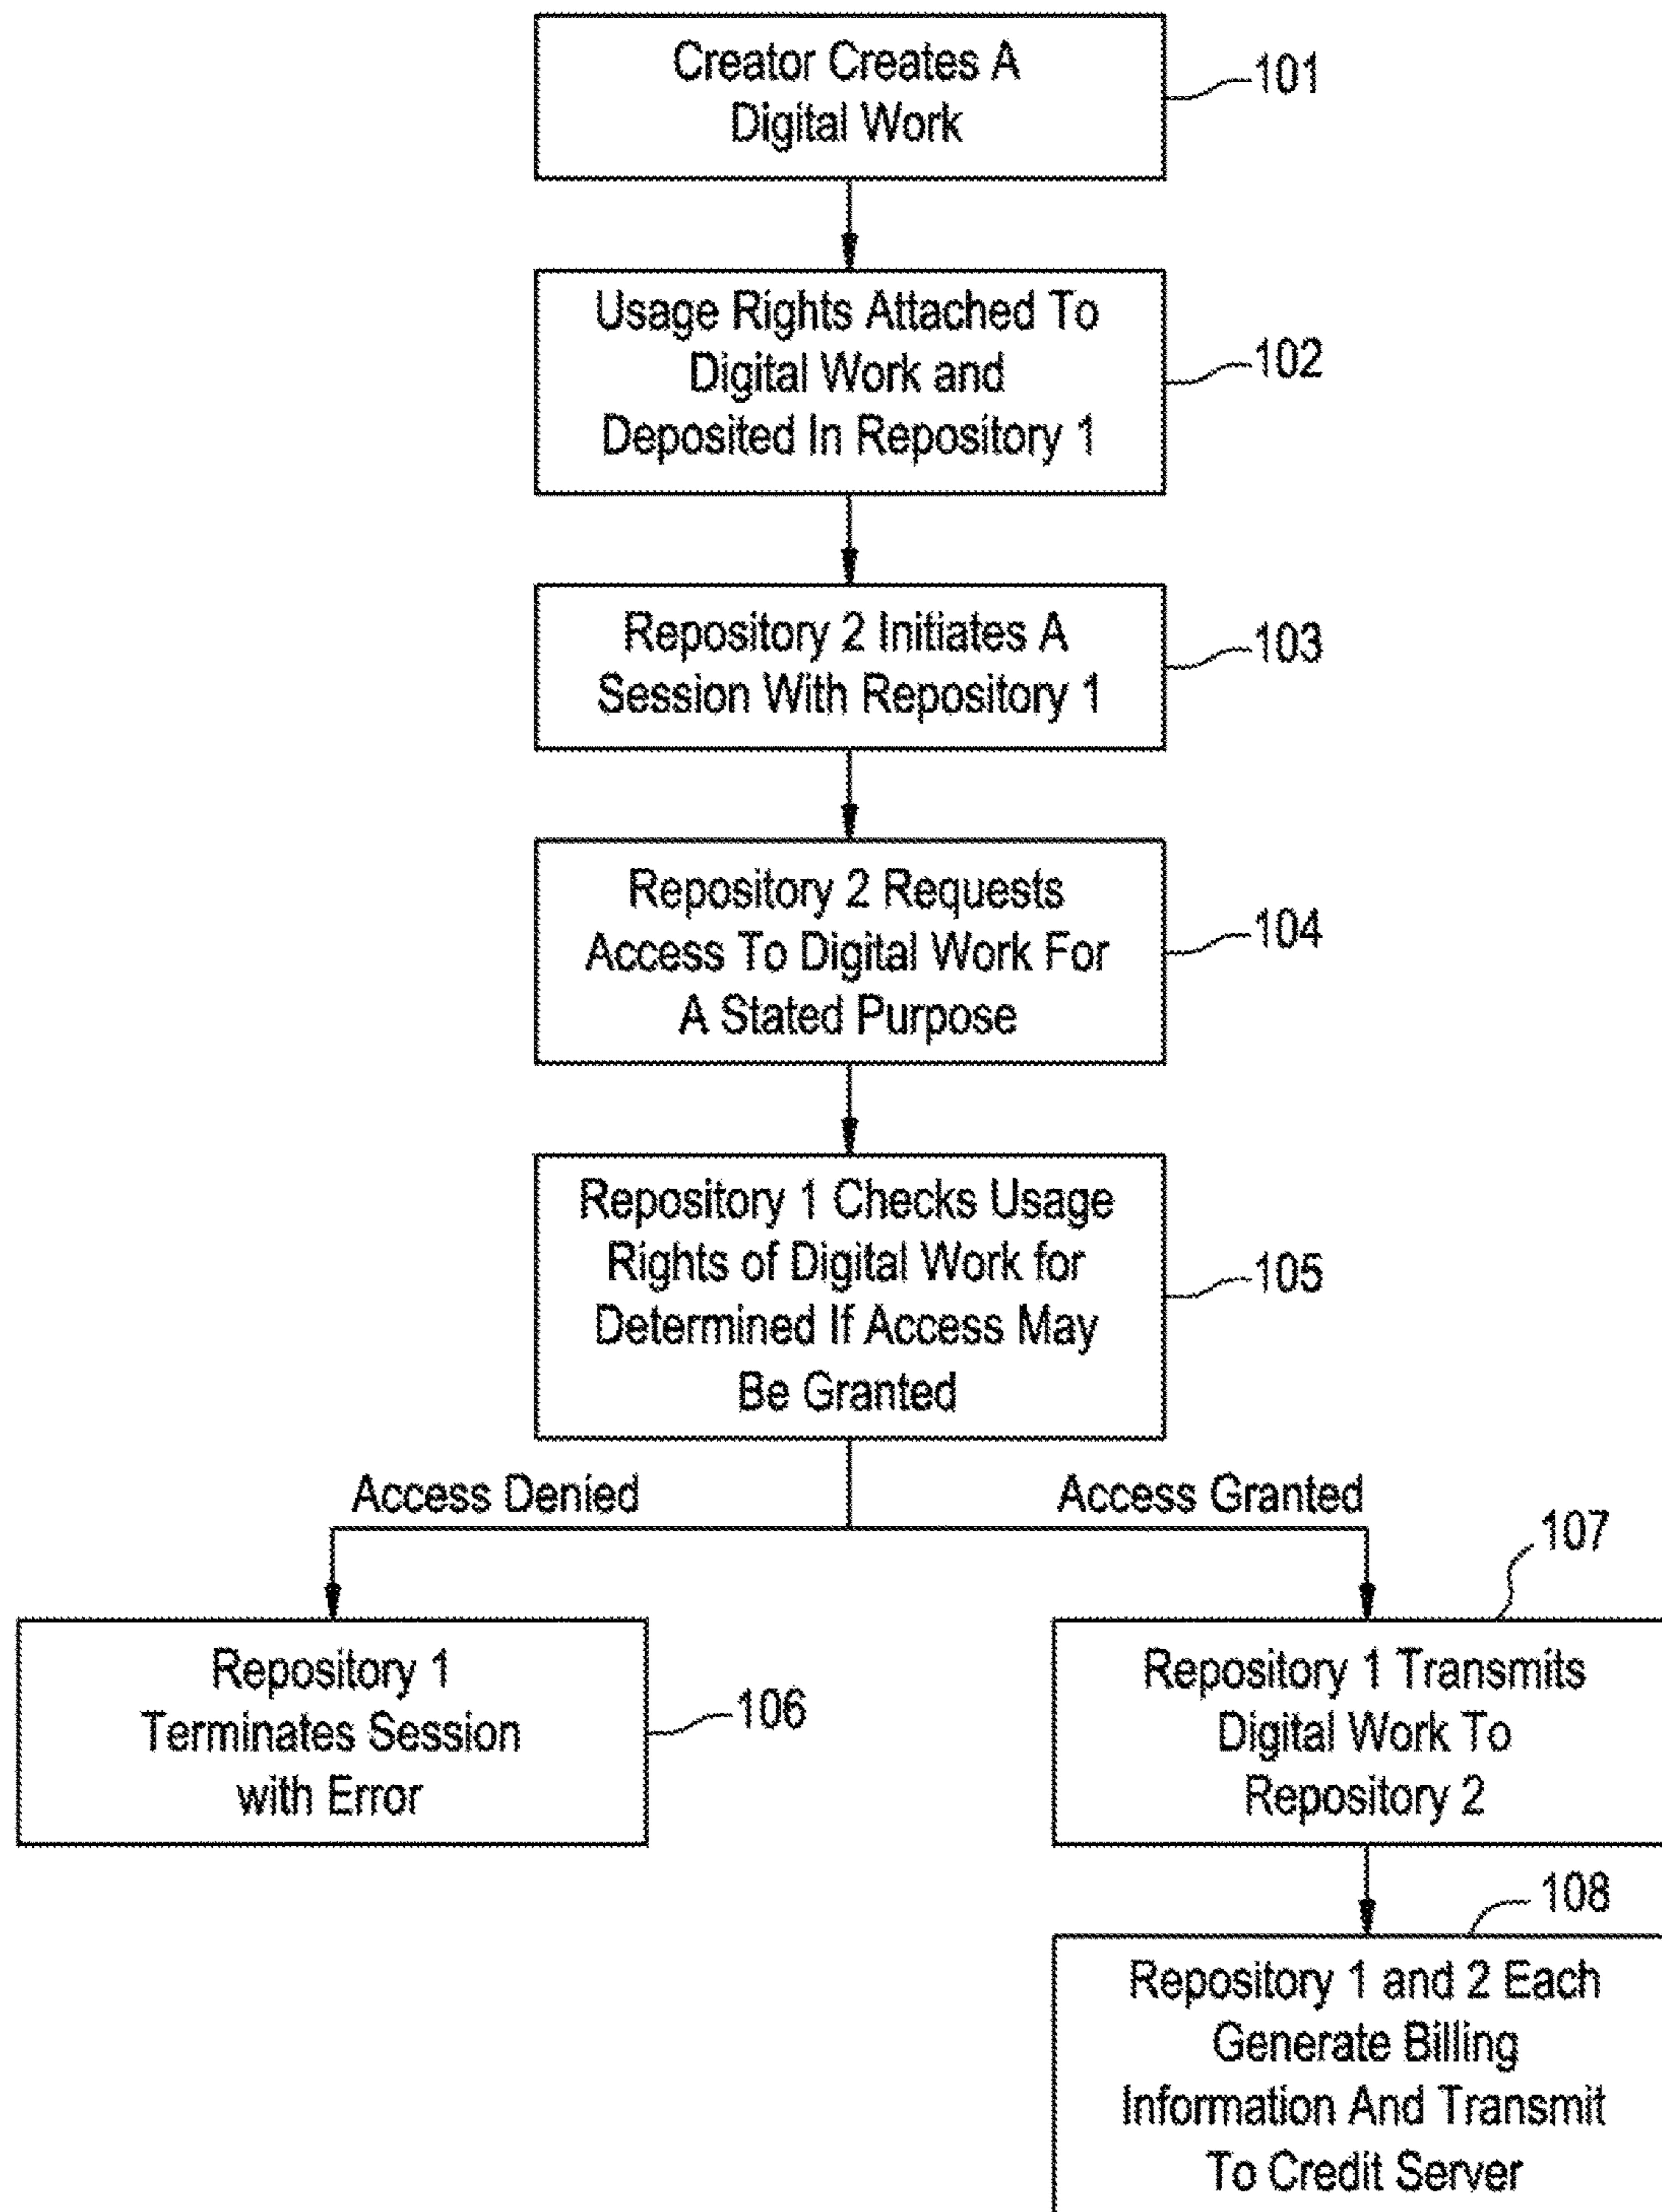 Creator Creates A
Digital Work
101
Usage Rights Attached To
Digital Work and
Deposited In Repository 1
102
Repository 2 Initiates A
Session With Repository 1
103
Repository 2 Requests
Access To Digital Work For
A Stated Purpose
104
Repository 1 Checks Usage
Rights of Digital Work for
Determined If Access May
Be Granted
105
Access Denied
Access Granted
Repository 1
Terminates Session
with Error
106
107
Repository 1 Transmits
Digital Work To
Repository 2
108
Repository 1 and 2 Each
Generate Billing
Information And Transmit
To Credit Server